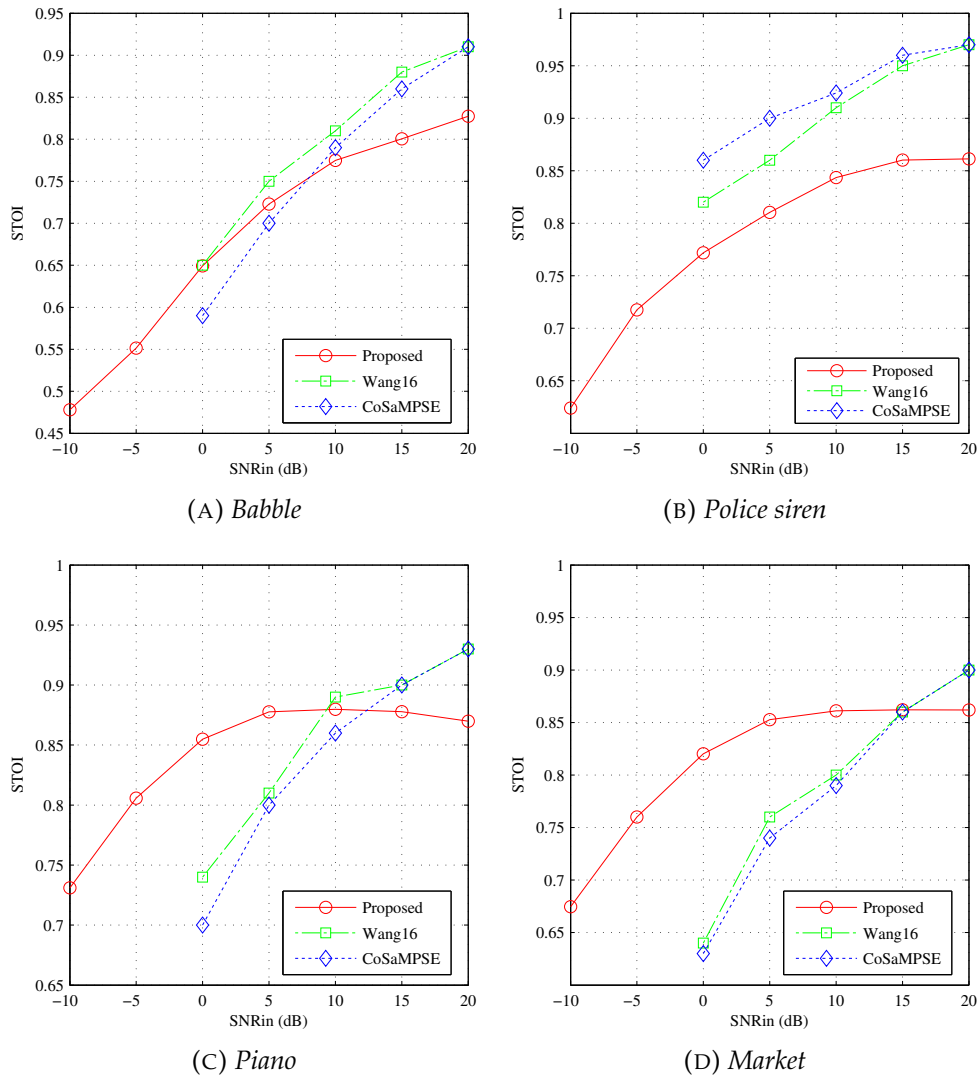 0.95
0.9
0.85
0.8
0.75
0.7
0.65
0.6
0.55
0.5
0.45
STOI
−10 −5 0 5 10 15 20
SNRin (dB)
Proposed
Wang16
CoSaMPSE
(A) Babble
1
0.95
0.9
0.85
0.8
0.75
0.7
0.65
STOI
−10 −5 0 5 10 15 20
SNRin (dB)
Proposed
Wang16
CoSaMPSE
(B) Police siren
1
0.95
0.9
0.85
0.8
0.75
0.7
0.65
STOI
−10 −5 0 5 10 15 20
SNRin (dB)
Proposed
Wang16
CoSaMPSE
(C) Piano
1
0.95
0.9
0.85
0.8
0.75
0.7
0.65
STOI
−10 −5 0 5 10 15 20
SNRin (dB)
Proposed
Wang16
CoSaMPSE
(D) Market